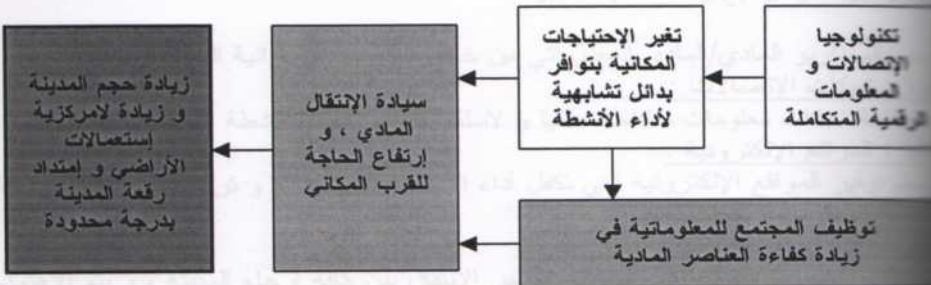 تكنولوجيا
الإتصالات و
المعلومات
الرقمية المتكاملة
تغير الإحتياجات
المكانية بتوافر
بدائل تشابهية
لأداء الأنشطة
سيادة الإنتقال
المادي ، و
إرتفاع الحاجة
للقرب المكاني
زيادة حجم المدينة
و زيادة لامركزية
إستعمالات
الأراضي و إمتداد
رقعة المدينة
بدرجة محدودة
توظيف المجتمع للمعلوماتية في
زيادة كفاءة العناصر المادية